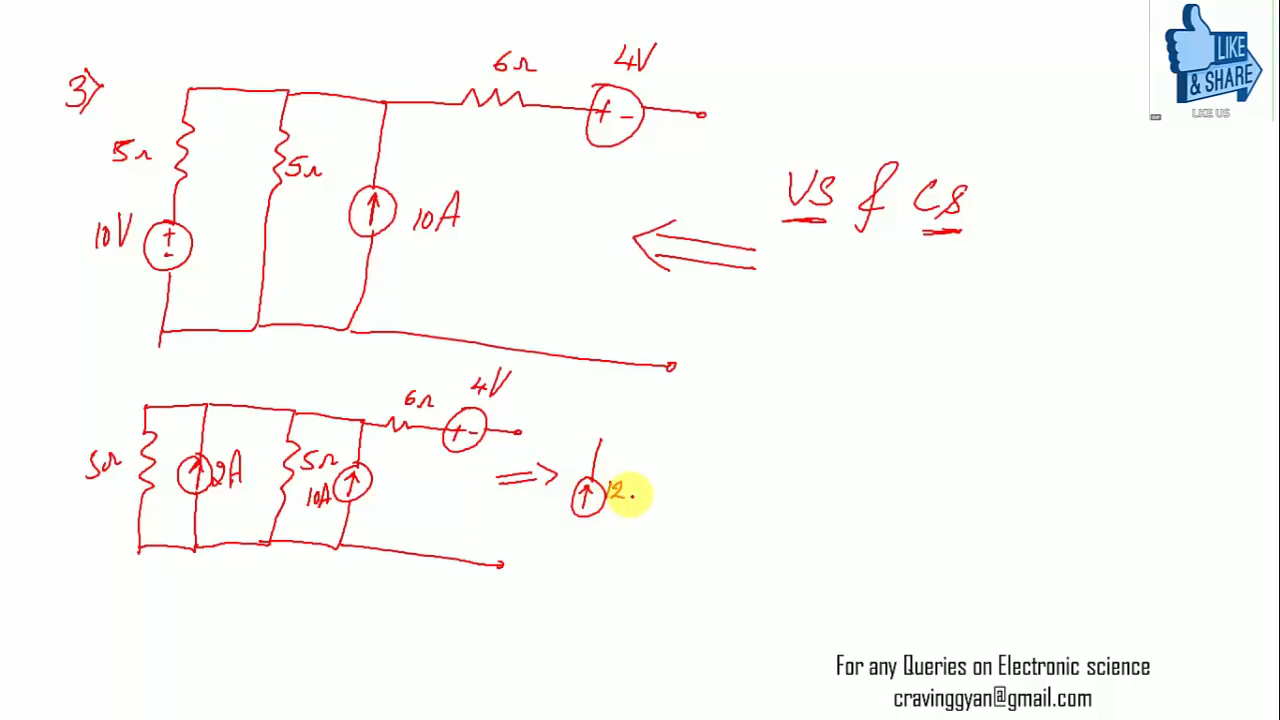 3)
6Ω
4V
5Ω
5Ω
10V
+
-
10A
+ -
VS & CS
LIKE
& SHARE
LIKE US
6Ω
4V
5Ω
2A
5Ω
10A
+ -
12.
For any Queries on Electronic science
cravinggyan@gmail.com